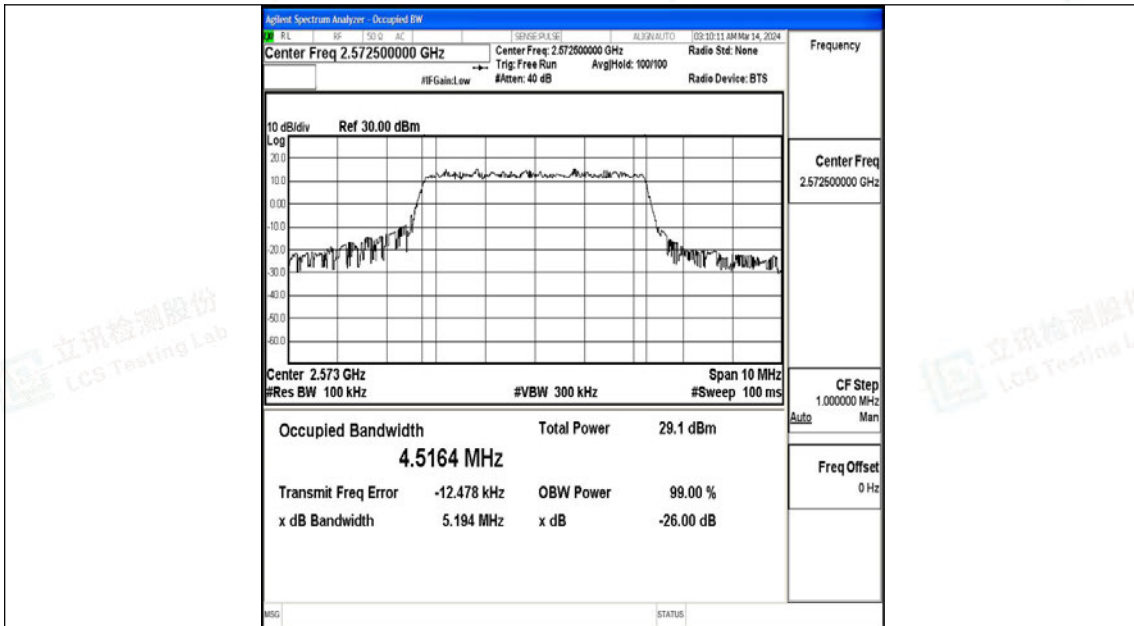 Agilent Spectrum Analyzer - Occupied BW
RL RF 50 Ω AC SENSE:PULSE ALIGNAUTO 03:10:11 AM Mar 14, 2024
Center Freq 2.572500000 GHz
Center Freq: 2.572500000 GHz
Radio Std: None
Trig: Free Run Avg|Hold: 100/100
#IFGain:Low
#Atten: 40 dB
Radio Device: BTS
Frequency
10 dB/div Ref 30.00 dBm
Log
20.0
10.0
0.00
-10.0
-20.0
-30.0
-40.0
-50.0
-60.0
Center 2.573 GHz
Span 10 MHz
#Res BW 100 kHz
#VBW 300 kHz
#Sweep 100 ms
Occupied Bandwidth
4.5164 MHz
Total Power 29.1 dBm
Transmit Freq Error -12.478 kHz
OBW Power 99.00 %
x dB Bandwidth 5.194 MHz
x dB -26.00 dB
Center Freq
2.572500000 GHz
CF Step
1.000000 MHz
Auto Man
Freq Offset
0 Hz
MSG
STATUS
立讯检测股份
LCS Testing Lab
立讯检测股份
LCS Testing L